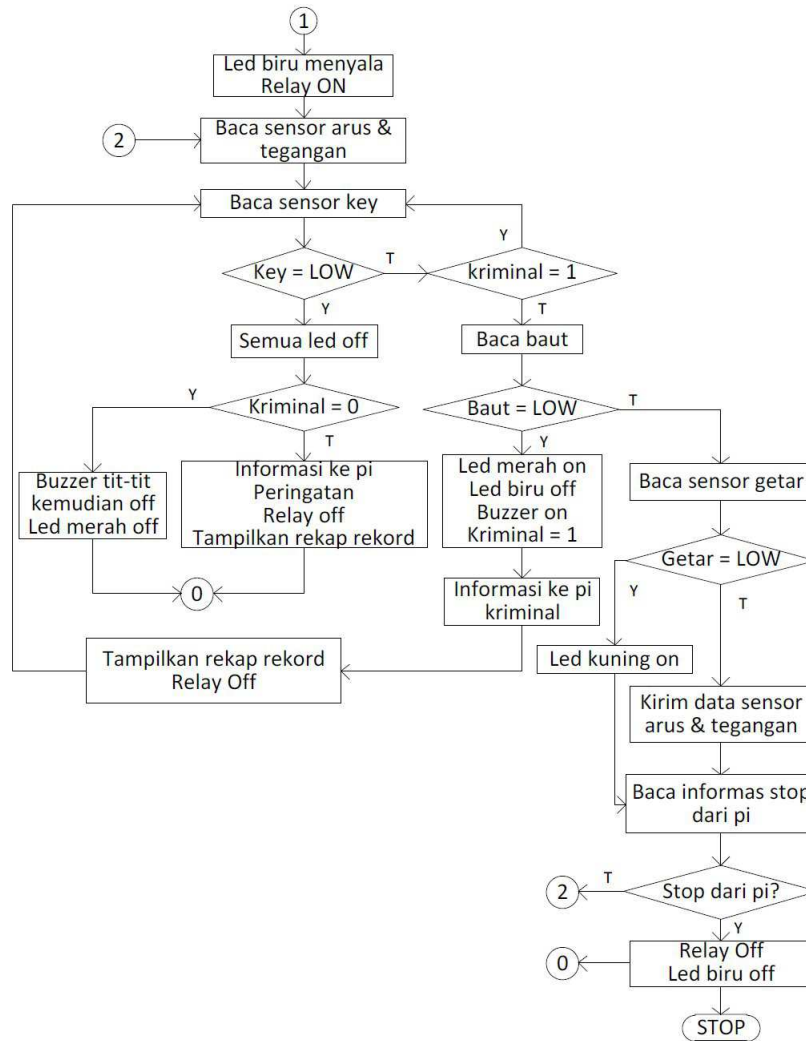 1
Led biru menyala
Relay ON
2
Baca sensor arus &
tegangan
Baca sensor key
Y
Key = LOW
T
kriminal = 1
Y
T
Semua led off
Baca baut
Y
Kriminal = 0
T
Baut = LOW
T
Y
Buzzer tit-tit
kemudian off
Led merah off
Informasi ke pi
Peringatan
Relay off
Tampilkan rekap rekord
Led merah on
Led biru off
Buzzer on
Kriminal = 1
Baca sensor getar
Getar = LOW
Y
T
0
Informasi ke pi
kriminal
Tampilkan rekap rekord
Relay Off
Led kuning on
Kirim data sensor
arus & tegangan
Baca informas stop
dari pi
2
T
Stop dari pi?
Y
0
Relay Off
Led biru off
STOP